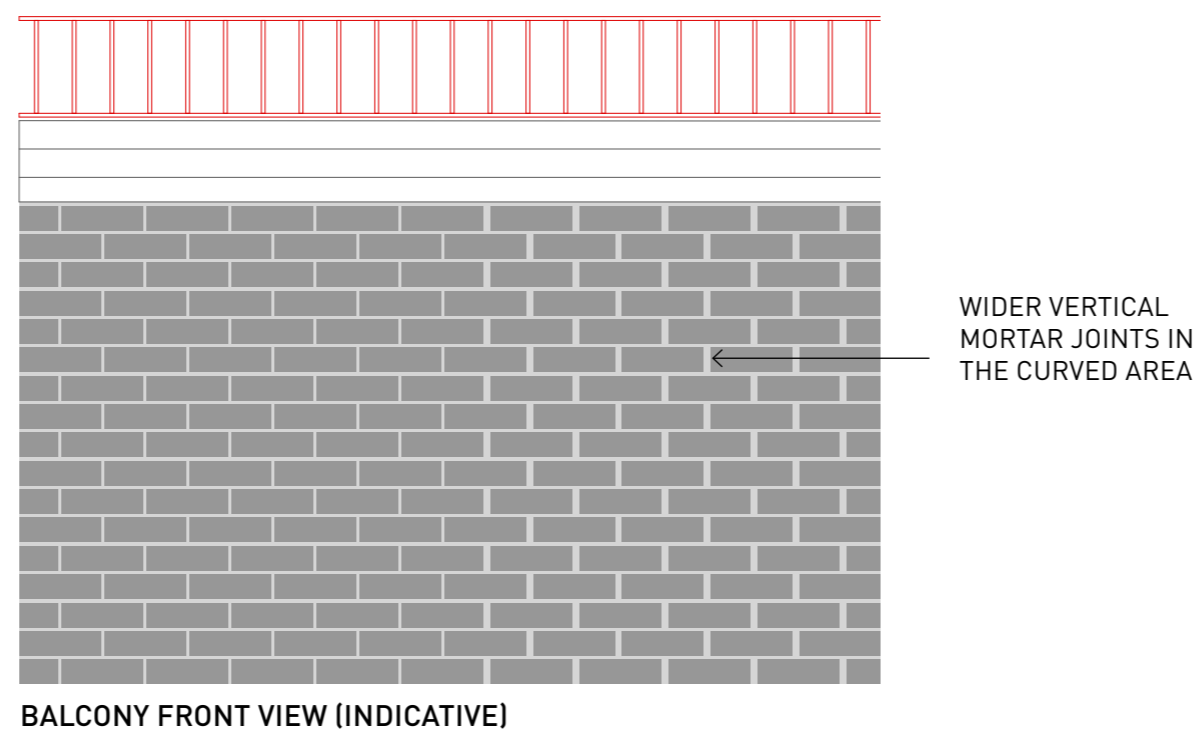 WIDER VERTICAL
MORTAR JOINTS IN
THE CURVED AREA
BALCONY FRONT VIEW (INDICATIVE)